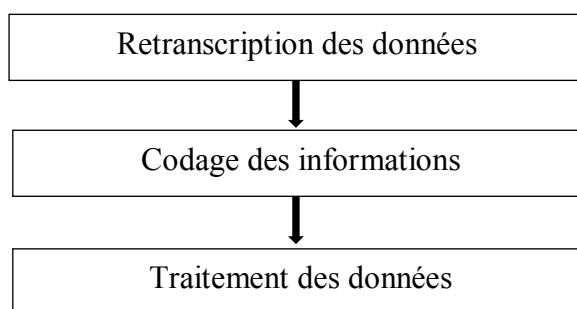 Retranscription des données
Codage des informations
Traitement des données